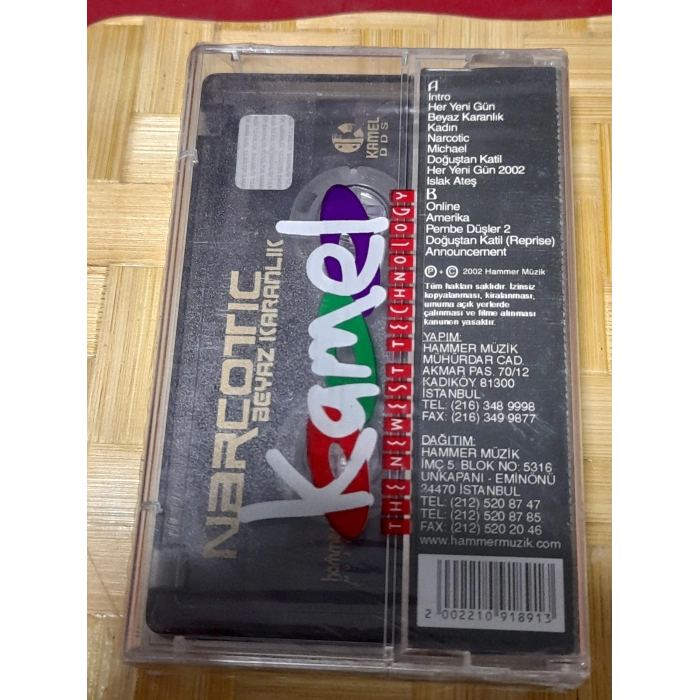 NARCOTIC
BEYAZ KARANLIK
KAMEL
DDS
Kamel
THE NEWEST TECHNOLOGY
A
Intro
Her Yeni Gün
Beyaz Karanlık
Kadın
Narcotic
Michael
Doğuştan Katil
Her Yeni Gün 2002
Islak Ateş
B
Online
Amerika
Pembe Düşler 2
Doğuştan Katil (Reprise)
Announcement
℗ + © 2002 Hammer Müzik
Tüm hakları saklıdır. İzinsiz
kopyalanması, kiralanması,
umuma açık yerlerde
çalınması ve filme alınması
kanunen yasaktır.
YAPIM:
HAMMER MÜZİK
MÜHÜRDAR CAD.
AKMAR PAS. 70/12
KADIKÖY 81300
İSTANBUL
TEL: (216) 348 9998
FAX: (216) 349 9877
DAĞITIM:
HAMMER MÜZİK
İMÇ 5. BLOK NO: 5316
UNKAPANI - EMİNÖNÜ
34470 İSTANBUL
TEL: (212) 520 87 47
TEL: (212) 520 87 85
FAX: (212) 520 20 46
www.hammermuzik.com
2 002210 918913